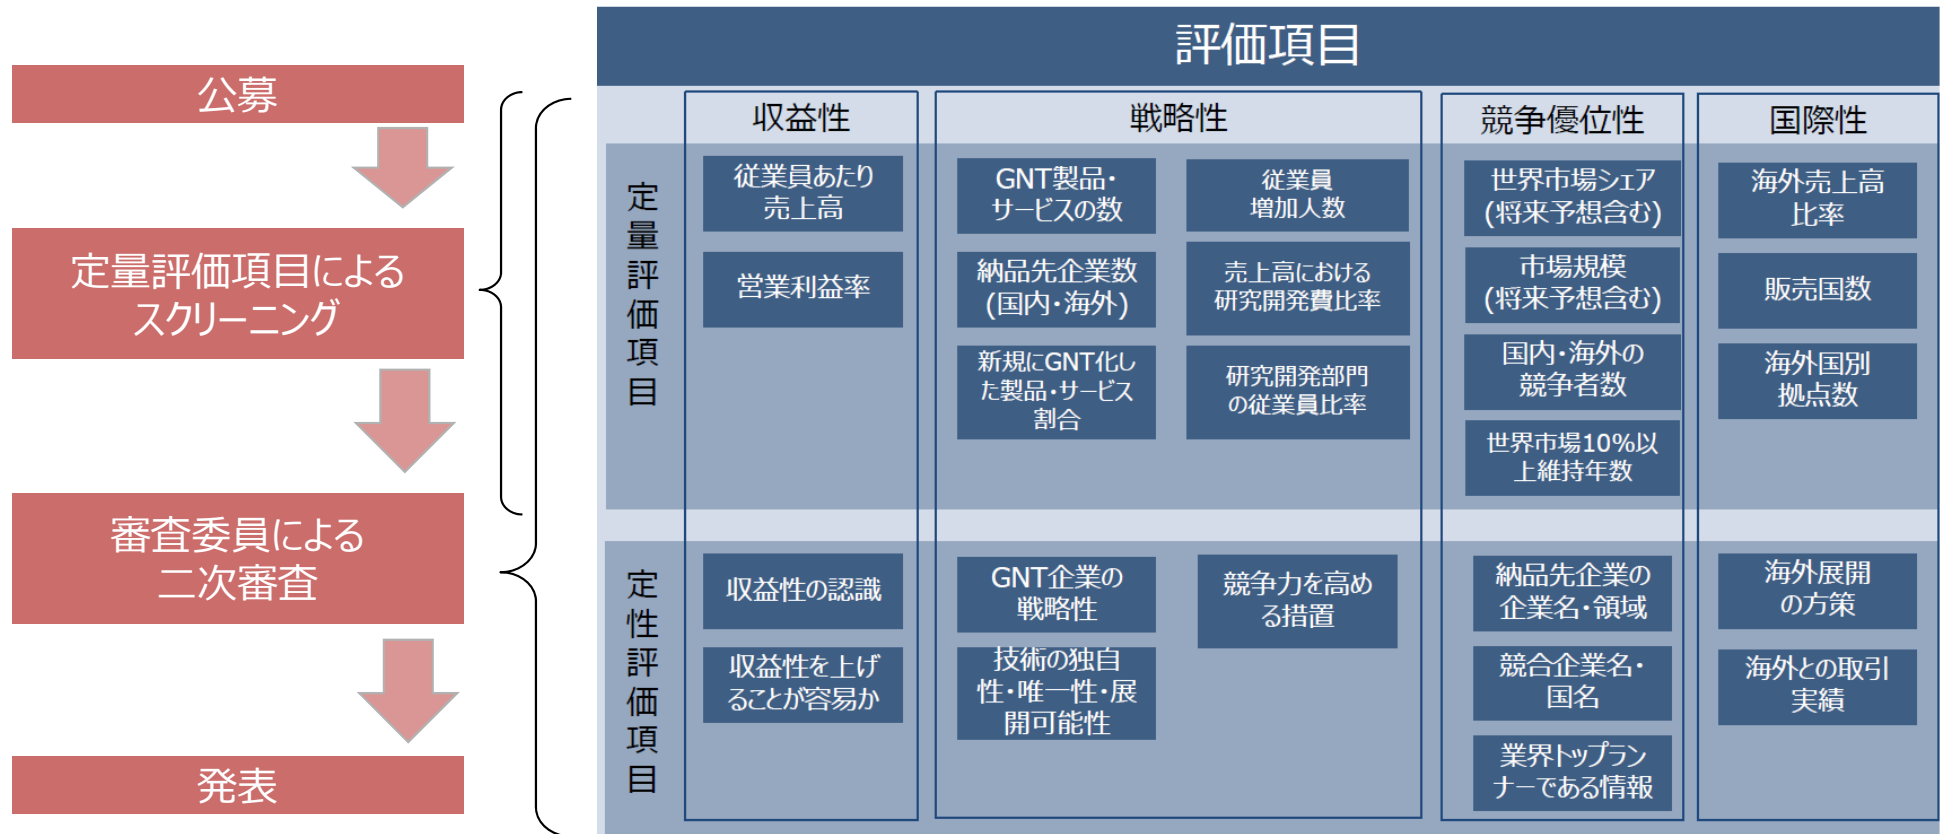 公募
定量評価項目による
スクリーニング
審査委員による
二次審査
発表
評価項目
収益性
戦略性
競争優位性
国際性
定量評価項目
従業員あたり
売上高
営業利益率
GNT製品・
サービスの数
納品先企業数
(国内・海外)
新規にGNT化し
た製品・サービス
割合
従業員
増加人数
売上高における
研究開発費比率
研究開発部門
の従業員比率
世界市場シェア
(将来予想含む)
市場規模
(将来予想含む)
国内・海外の
競争者数
世界市場10%以
上維持年数
海外売上高
比率
販売国数
海外国別
拠点数
定性評価項目
収益性の認識
収益性を上げ
ることが容易か
GNT企業の
戦略性
技術の独自
性・唯一性・展
開可能性
競争力を高め
る措置
納品先企業の
企業名・領域
競合企業名・
国名
業界トップラン
ナーである情報
海外展開
の方策
海外との取引
実績